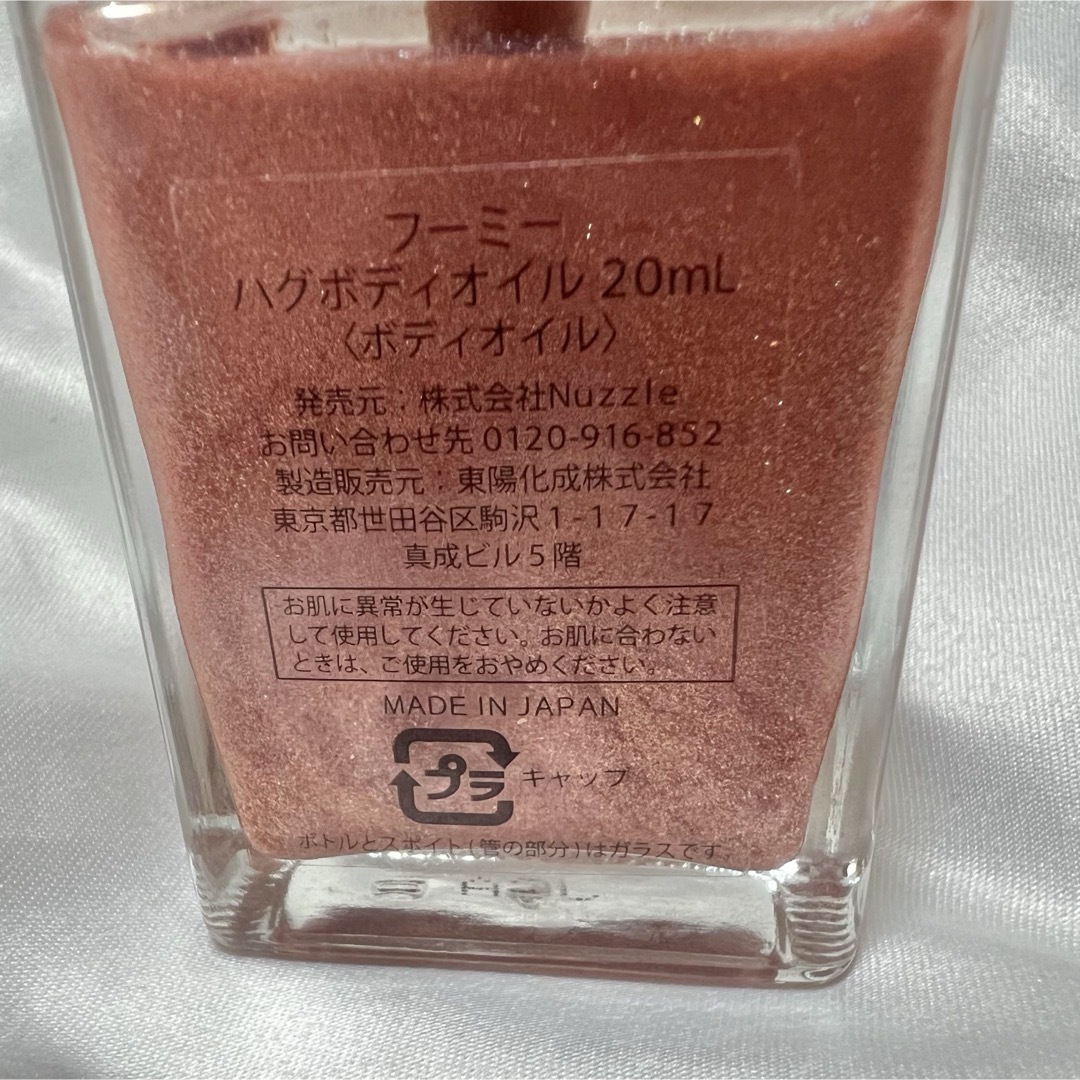 フーミー
ハグボディオイル 20mL
〈ボディオイル〉
発売元：株式会社Nuzzle
お問い合わせ先 0120-916-852
製造販売元：東陽化成株式会社
東京都世田谷区駒沢1-17-17
真成ビル5階
お肌に異常が生じていないかよく注意
して使用してください。お肌に合わない
ときは、ご使用をおやめください。
MADE IN JAPAN
プラ キャップ
ボトルとスポイト(管の部分)はガラスです。